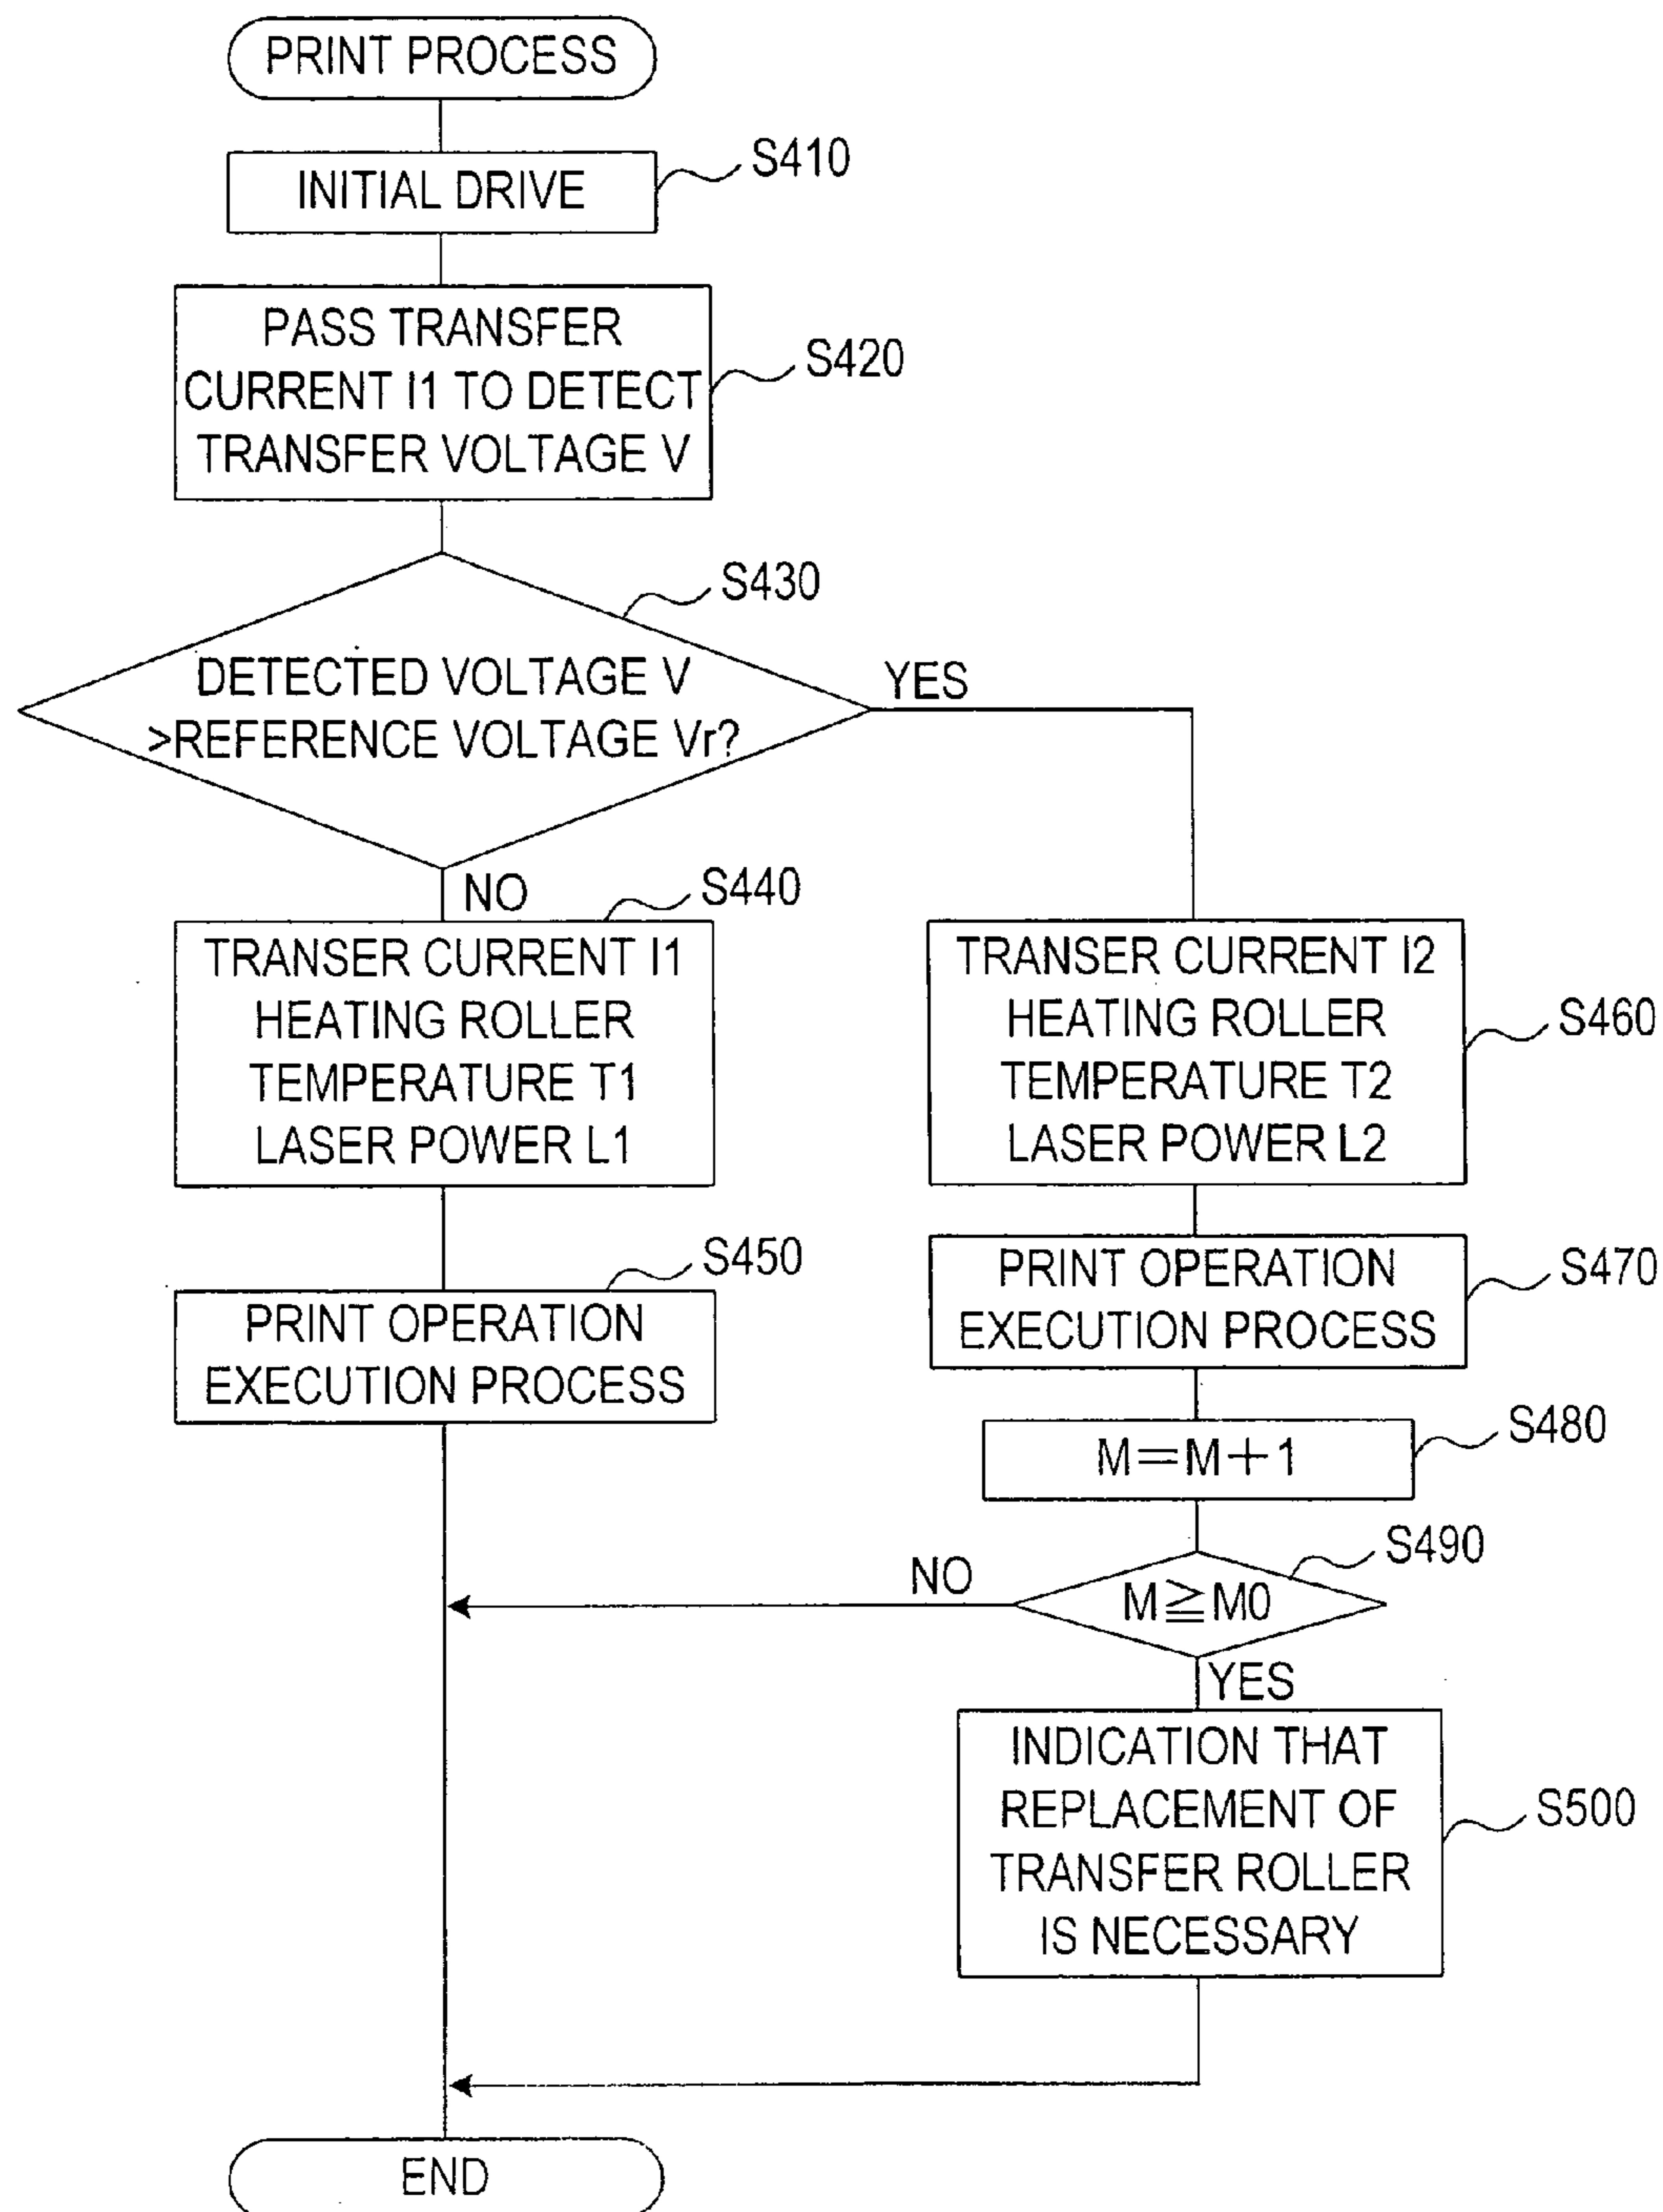 PRINT PROCESS
INITIAL DRIVE
S410
PASS TRANSFER
CURRENT I1 TO DETECT
TRANSFER VOLTAGE V
S420
S430
DETECTED VOLTAGE V
>REFERENCE VOLTAGE Vr?
YES
NO
S440
TRANSER CURRENT I1
HEATING ROLLER
TEMPERATURE T1
LASER POWER L1
TRANSER CURRENT I2
HEATING ROLLER
TEMPERATURE T2
LASER POWER L2
S460
S450
PRINT OPERATION
EXECUTION PROCESS
PRINT OPERATION
EXECUTION PROCESS
S470
M=M+1
S480
S490
NO
M≧M0
YES
INDICATION THAT
REPLACEMENT OF
TRANSFER ROLLER
IS NECESSARY
S500
END